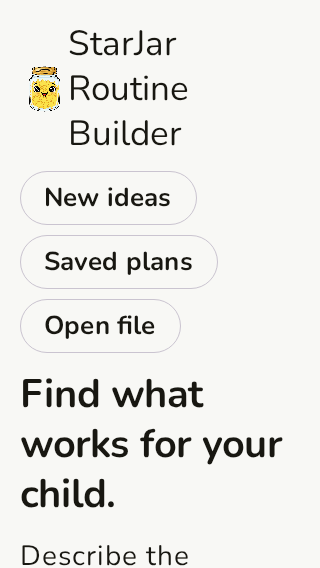 StarJar
Routine
Builder
New ideas
Saved plans
Open file
Find what
works for your
child.
Describe the